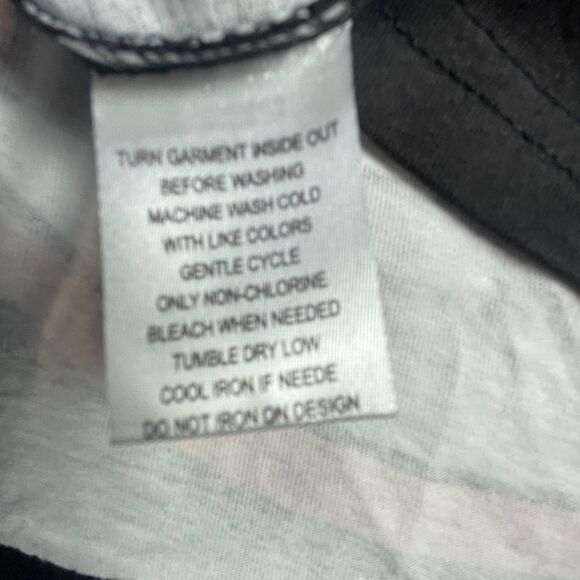 TURN GARMENT INSIDE OUT
BEFORE WASHING
MACHINE WASH COLD
WITH LIKE COLORS
GENTLE CYCLE
ONLY NON-CHLORINE
BLEACH WHEN NEEDED
TUMBLE DRY LOW
COOL IRON IF NEEDE
DO NOT IRON ON DESIGN